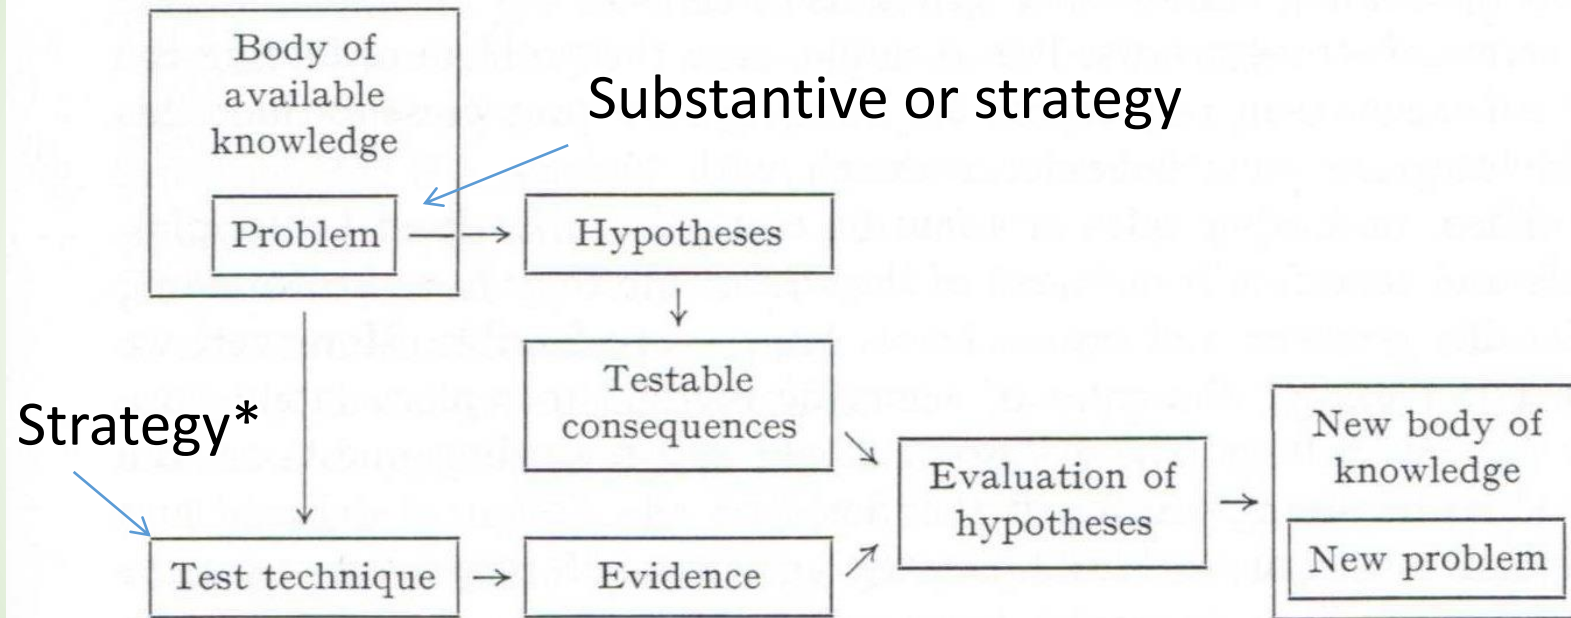 Body of
available
knowledge
Substantive or strategy
Problem
Hypotheses
Testable
consequences
Strategy*
Evaluation of
hypotheses
New body of
knowledge
New problem
Test technique
Evidence